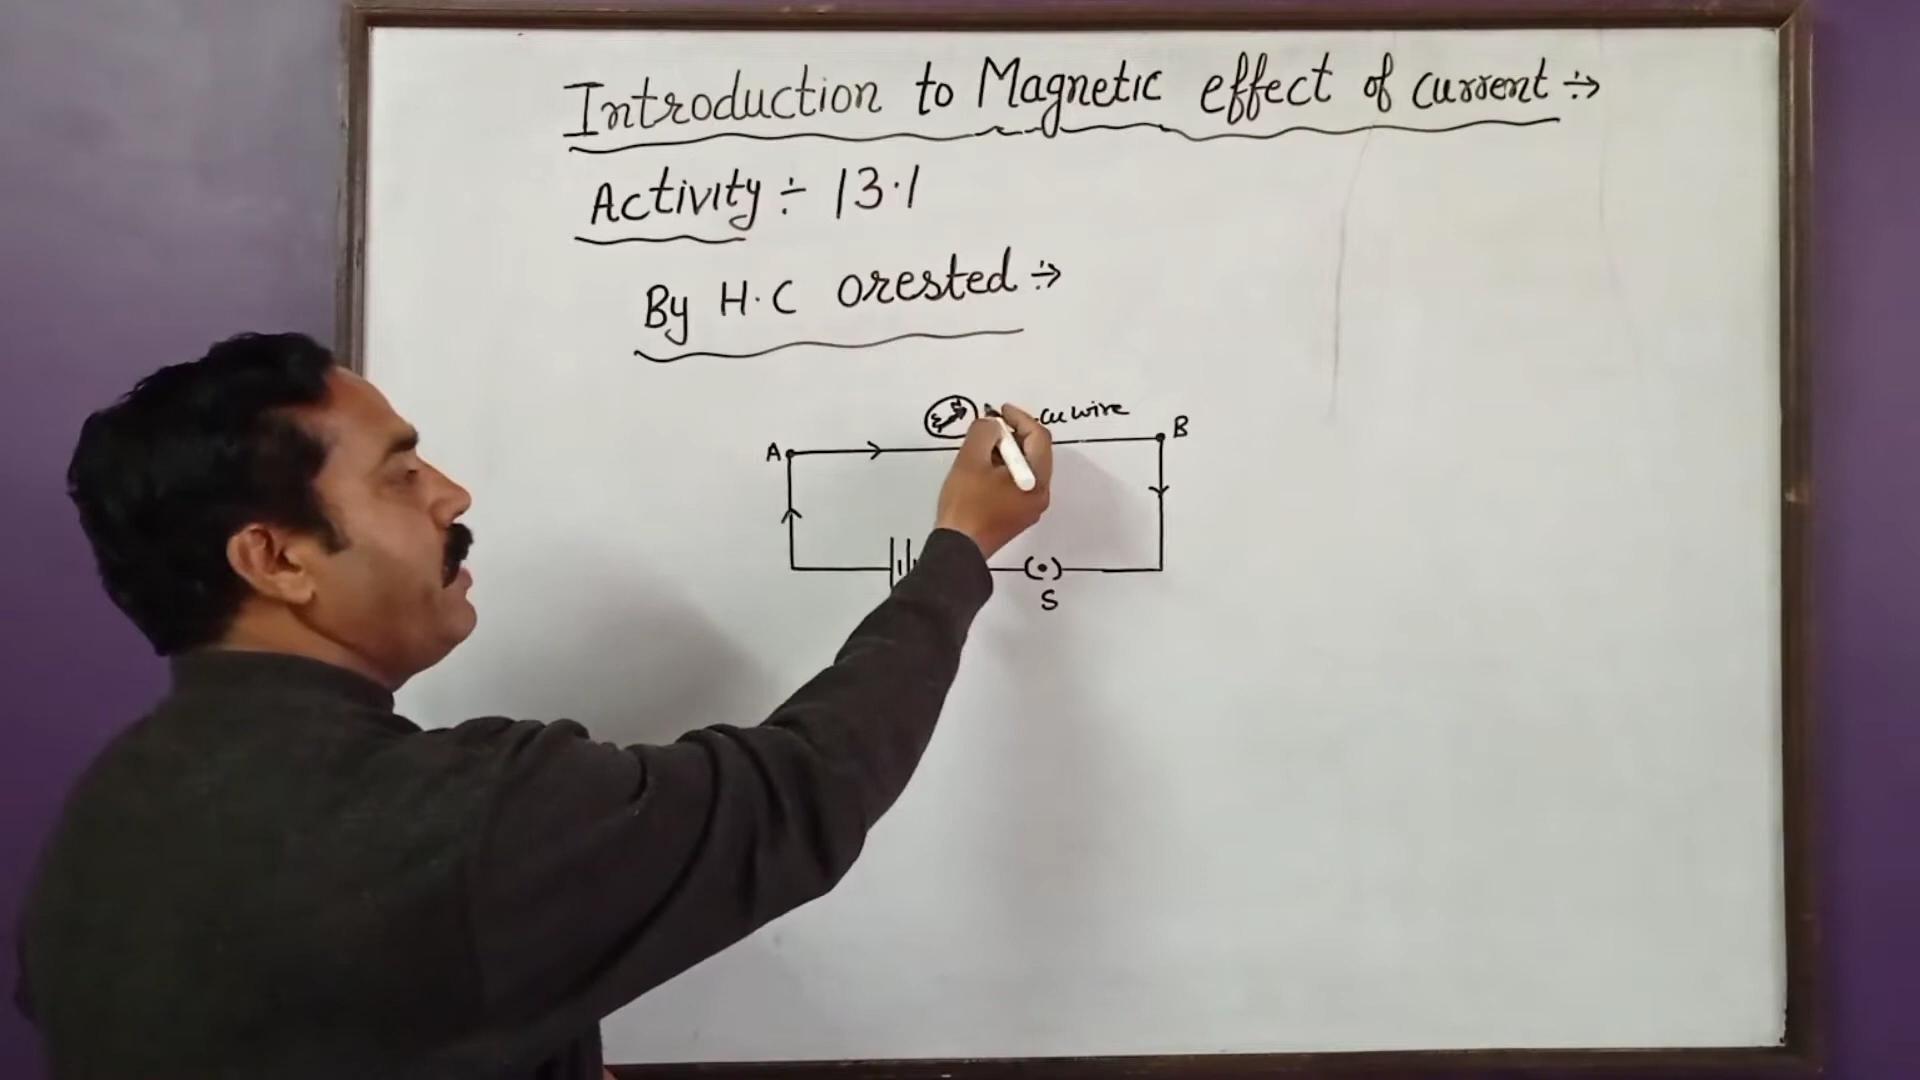 Introduction to Magnetic effect of current ÷>
Activity ÷ 13.1
By H.C orested ÷>
cu wire
A
B
S